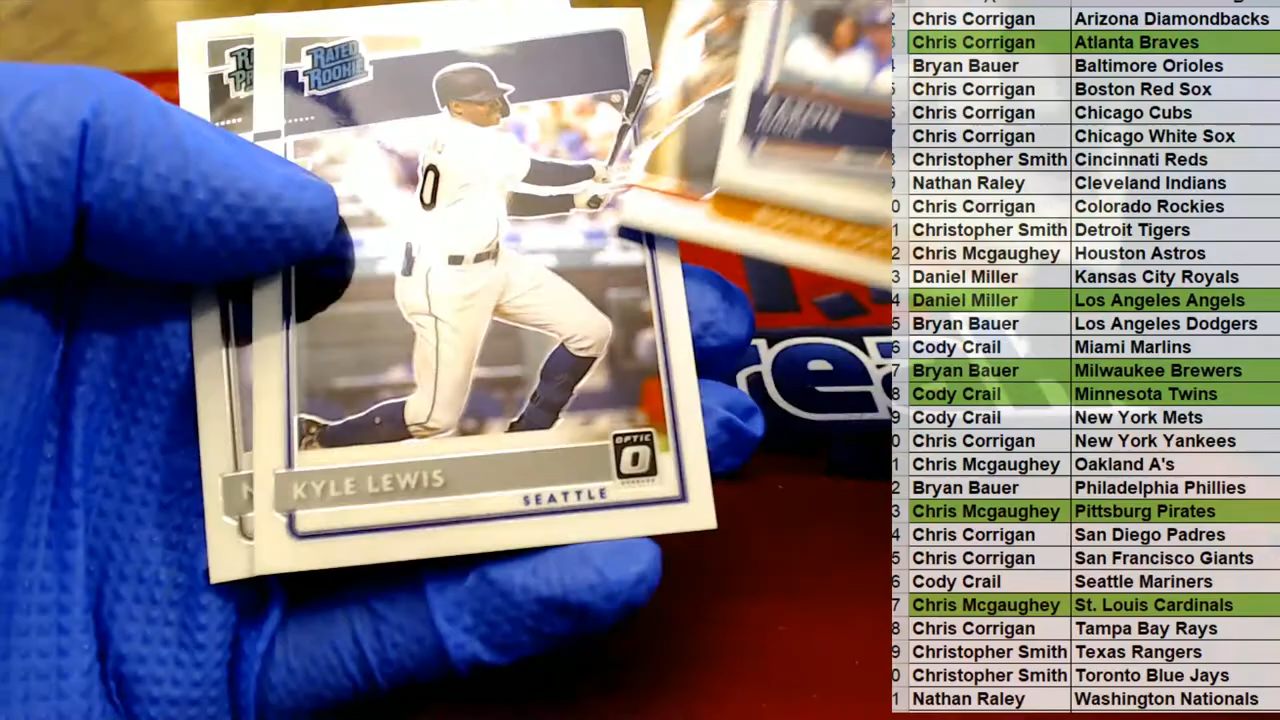 RATED
ROOKIE
0
OPTIC
KYLE LEWIS
SEATTLE
Chris Corrigan Arizona Diamondbacks
Chris Corrigan Atlanta Braves
Bryan Bauer Baltimore Orioles
Chris Corrigan Boston Red Sox
Chris Corrigan Chicago Cubs
Chris Corrigan Chicago White Sox
Christopher Smith Cincinnati Reds
Nathan Raley Cleveland Indians
Chris Corrigan Colorado Rockies
Christopher Smith Detroit Tigers
Chris Mcgaughey Houston Astros
Daniel Miller Kansas City Royals
Daniel Miller Los Angeles Angels
Bryan Bauer Los Angeles Dodgers
Cody Crail Miami Marlins
Bryan Bauer Milwaukee Brewers
Cody Crail Minnesota Twins
Cody Crail New York Mets
Chris Corrigan New York Yankees
Chris Mcgaughey Oakland A's
Bryan Bauer Philadelphia Phillies
Chris Mcgaughey Pittsburg Pirates
Chris Corrigan San Diego Padres
Chris Corrigan San Francisco Giants
Cody Crail Seattle Mariners
Chris Mcgaughey St. Louis Cardinals
Chris Corrigan Tampa Bay Rays
Christopher Smith Texas Rangers
Christopher Smith Toronto Blue Jays
Nathan Raley Washington Nationals